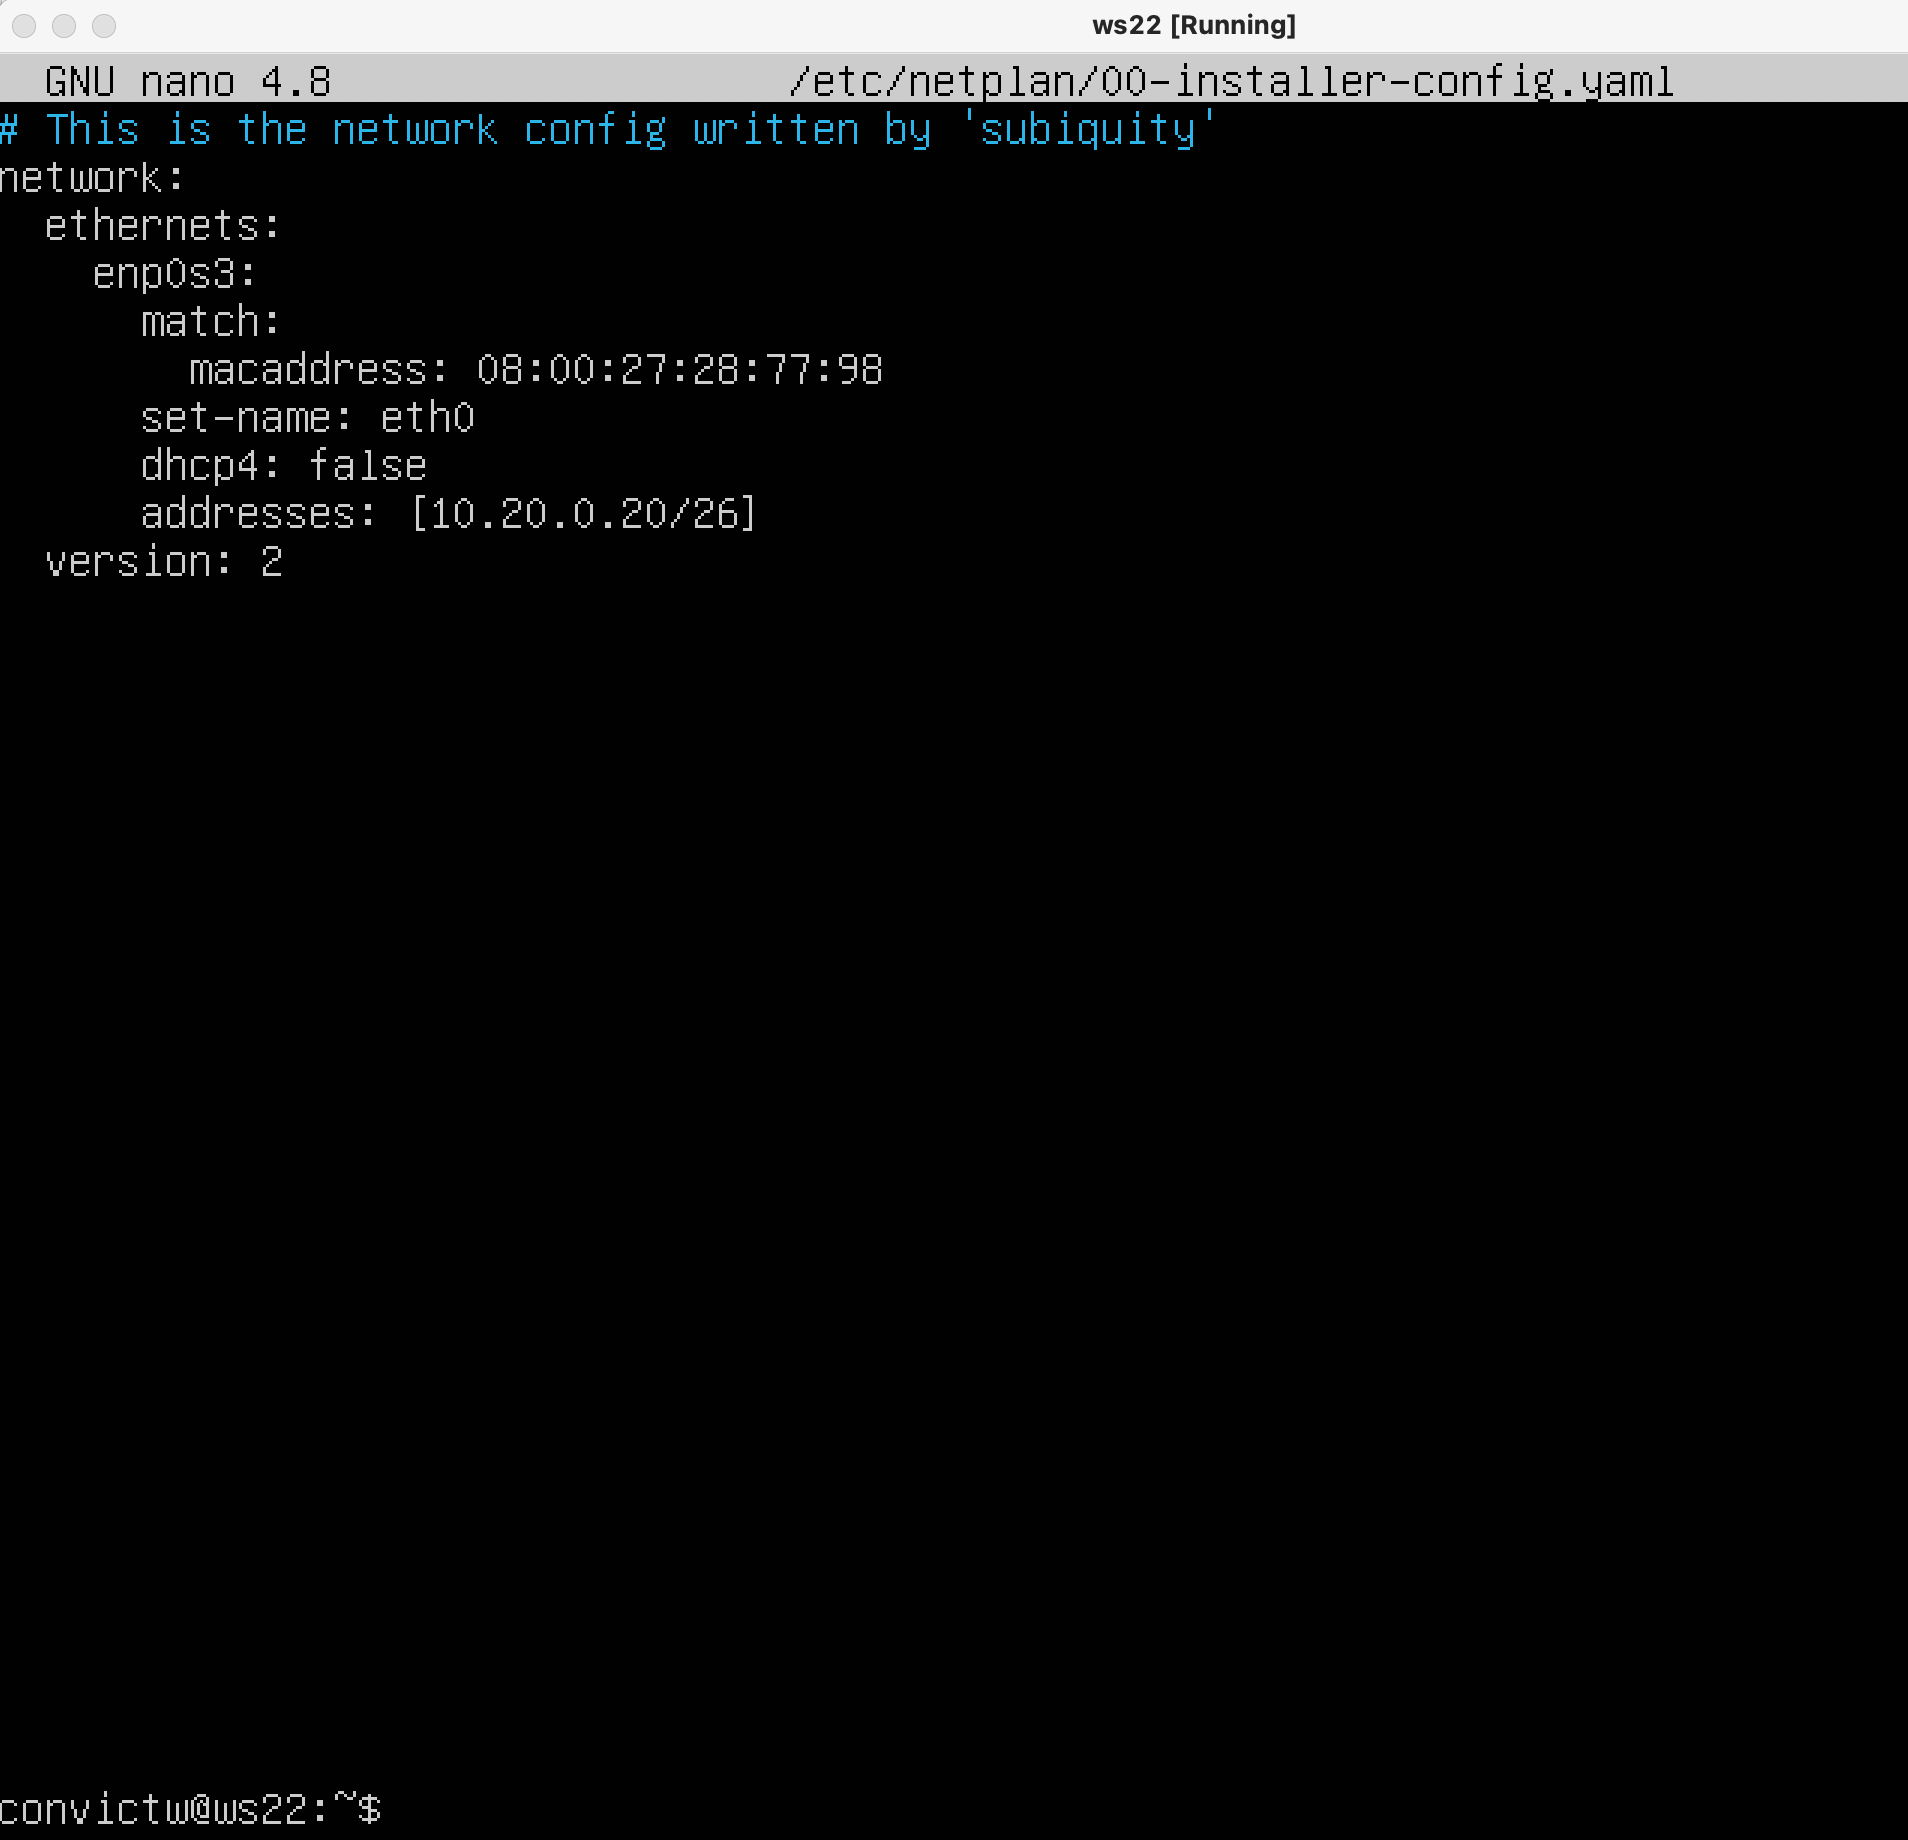 ws22 [Running]
GNU nano 4.8 /etc/netplan/00-installer-config.yaml
# This is the network config written by 'subiquity'
network:
  ethernets:
    enp0s3:
      match:
        macaddress: 08:00:27:28:77:98
      set-name: eth0
      dhcp4: false
      addresses: [10.20.0.20/26]
  version: 2
convictw@ws22:~$